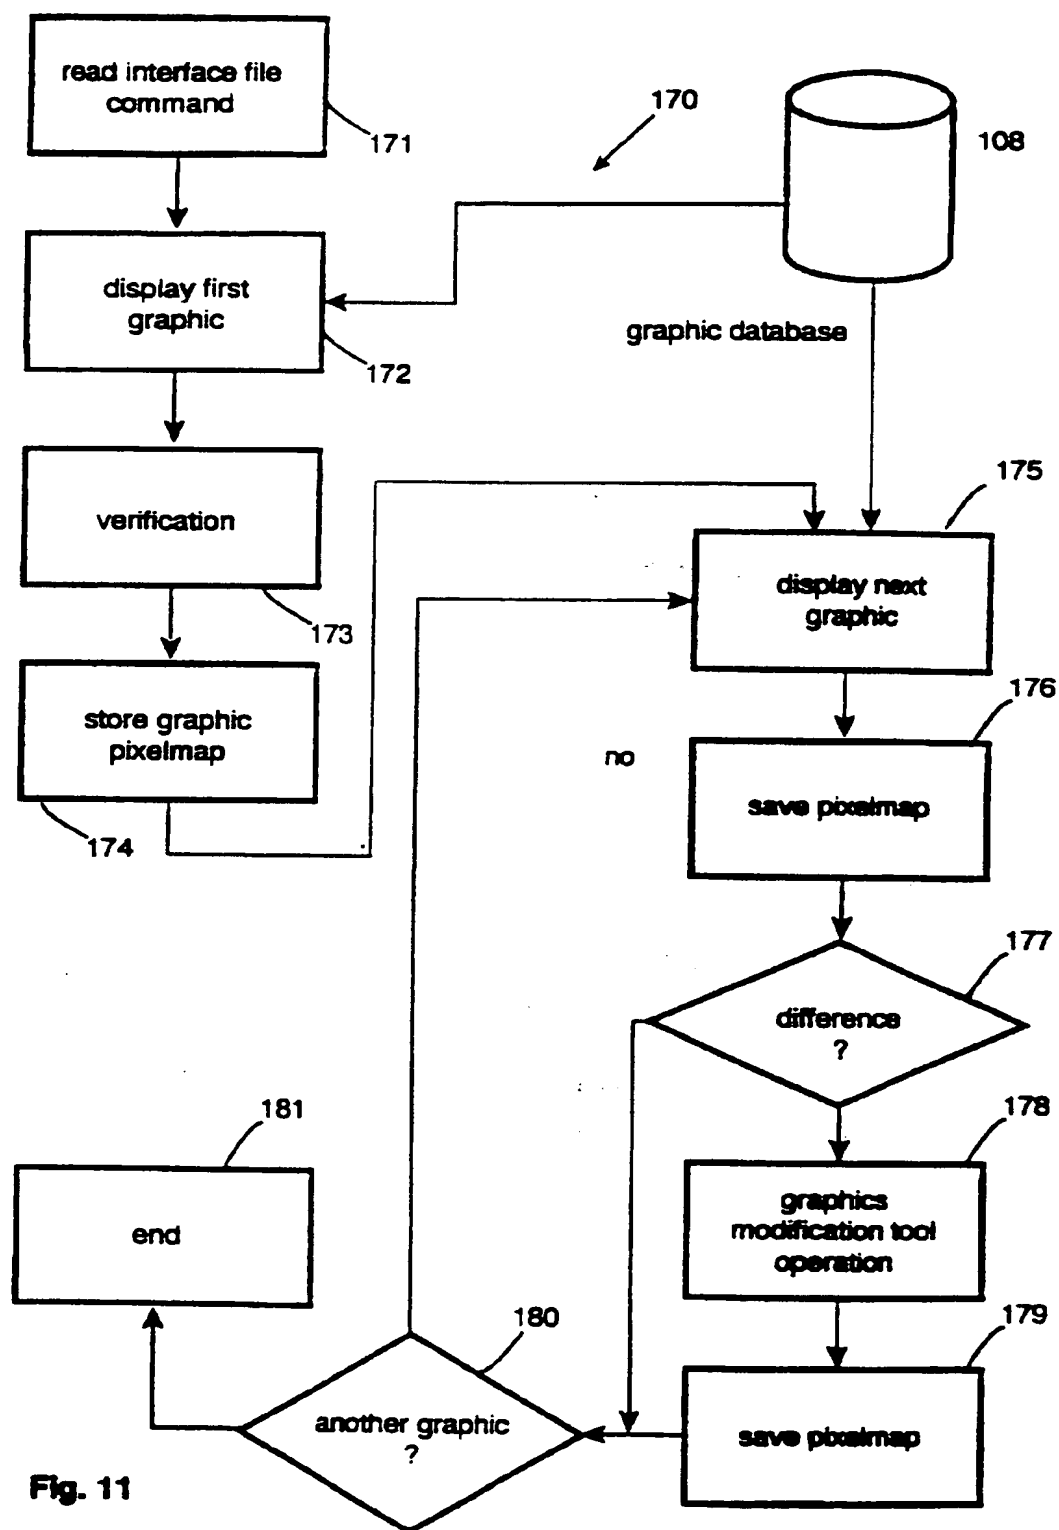 read interface file
command
171
170
108
display first
graphic
172
graphic database
verification
173
175
display next
graphic
store graphic
pixelmap
174
176
no
save pixelmap
177
difference
?
178
graphics
modification tool
operation
181
end
179
180
another graphic
?
save pixelmap
Fig. 11